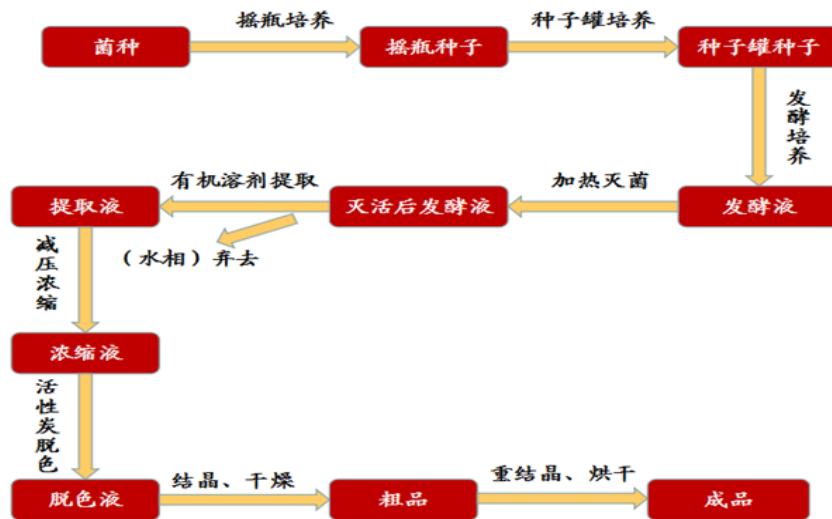 菌种
摇瓶培养
摇瓶种子
种子罐培养
种子罐种子
发酵培养
发酵液
加热灭菌
灭活后发酵液
有机溶剂提取
(水相)弃去
提取液
减压浓缩
浓缩液
活性炭脱色
脱色液
结晶、干燥
粗品
重结晶、烘干
成品